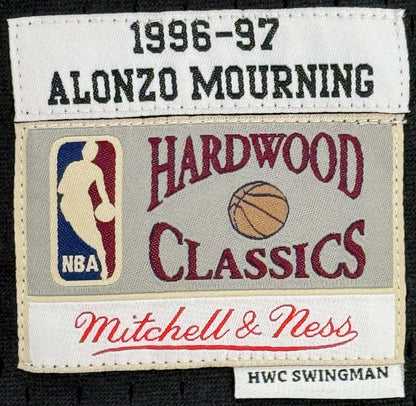 1996-97
ALONZO MOURNING
HARDWOOD
CLASSICS
NBA
Mitchell & Ness
HWC SWINGMAN